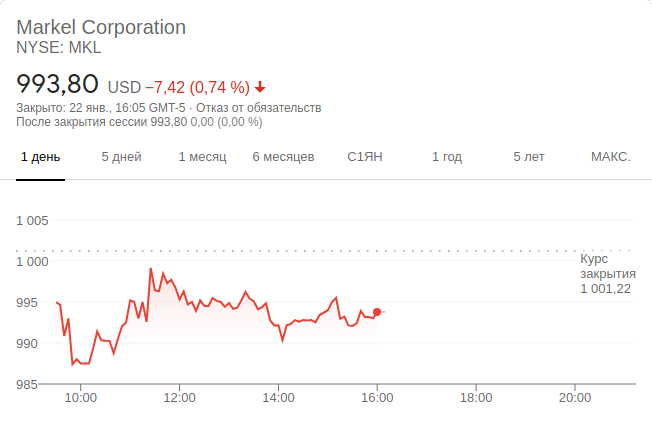 Markel Corporation
NYSE: MKL
993,80 USD −7,42 (0,74 %)
Закрыто: 22 янв., 16:05 GMT-5 · Отказ от обязательств
После закрытия сессии 993,80 0,00 (0,00 %)
1 день 5 дней 1 месяц 6 месяцев С1ЯН 1 год 5 лет МАКС.
1 005
1 000
995
990
985
Курс
закрытия
1 001,22
10:00 12:00 14:00 16:00 18:00 20:00